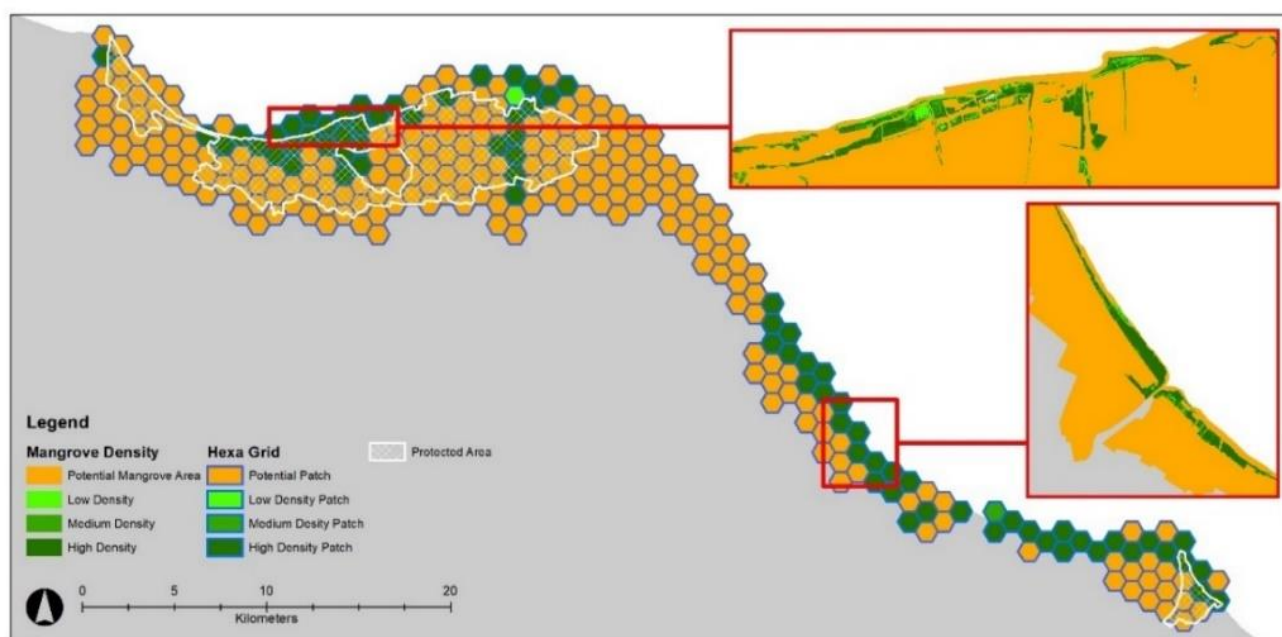 Legend
Mangrove Density
Potential Mangrove Area
Low Density
Medium Density
High Density
Hexa Grid
Potential Patch
Low Density Patch
Medium Desity Patch
High Density Patch
Protected Area
0 5 10 20
Kilometers